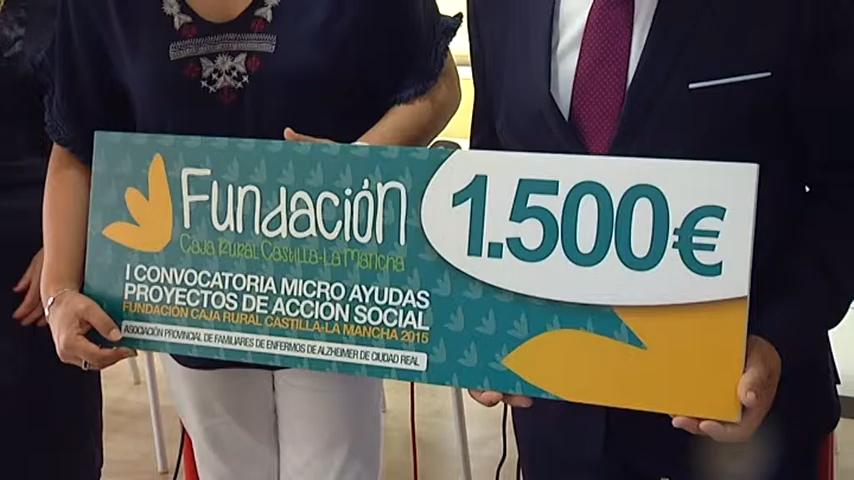 Fundación
Caja Rural Castilla-La Mancha
1.500€
I CONVOCATORIA MICRO AYUDAS
PROYECTOS DE ACCIÓN SOCIAL
FUNDACIÓN CAJA RURAL CASTILLA-LA MANCHA 2015
ASOCIACIÓN PROVINCIAL DE FAMILIARES DE ENFERMOS DE ALZHEIMER DE CIUDAD REAL